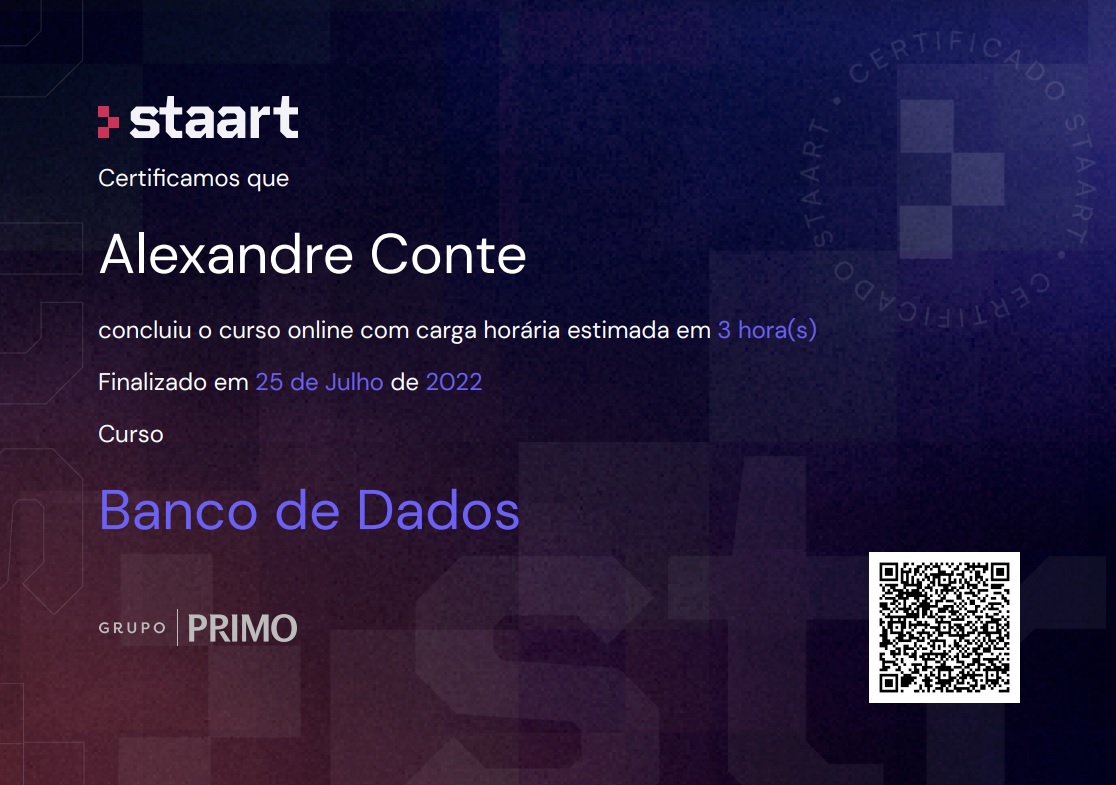 staart
Certificamos que
Alexandre Conte
concluiu o curso online com carga horária estimada em 3 hora(s)
Finalizado em 25 de Julho de 2022
Curso
Banco de Dados
GRUPO | PRIMO
CERTIFICADO STAART • CERTIFICADO STAART •
str